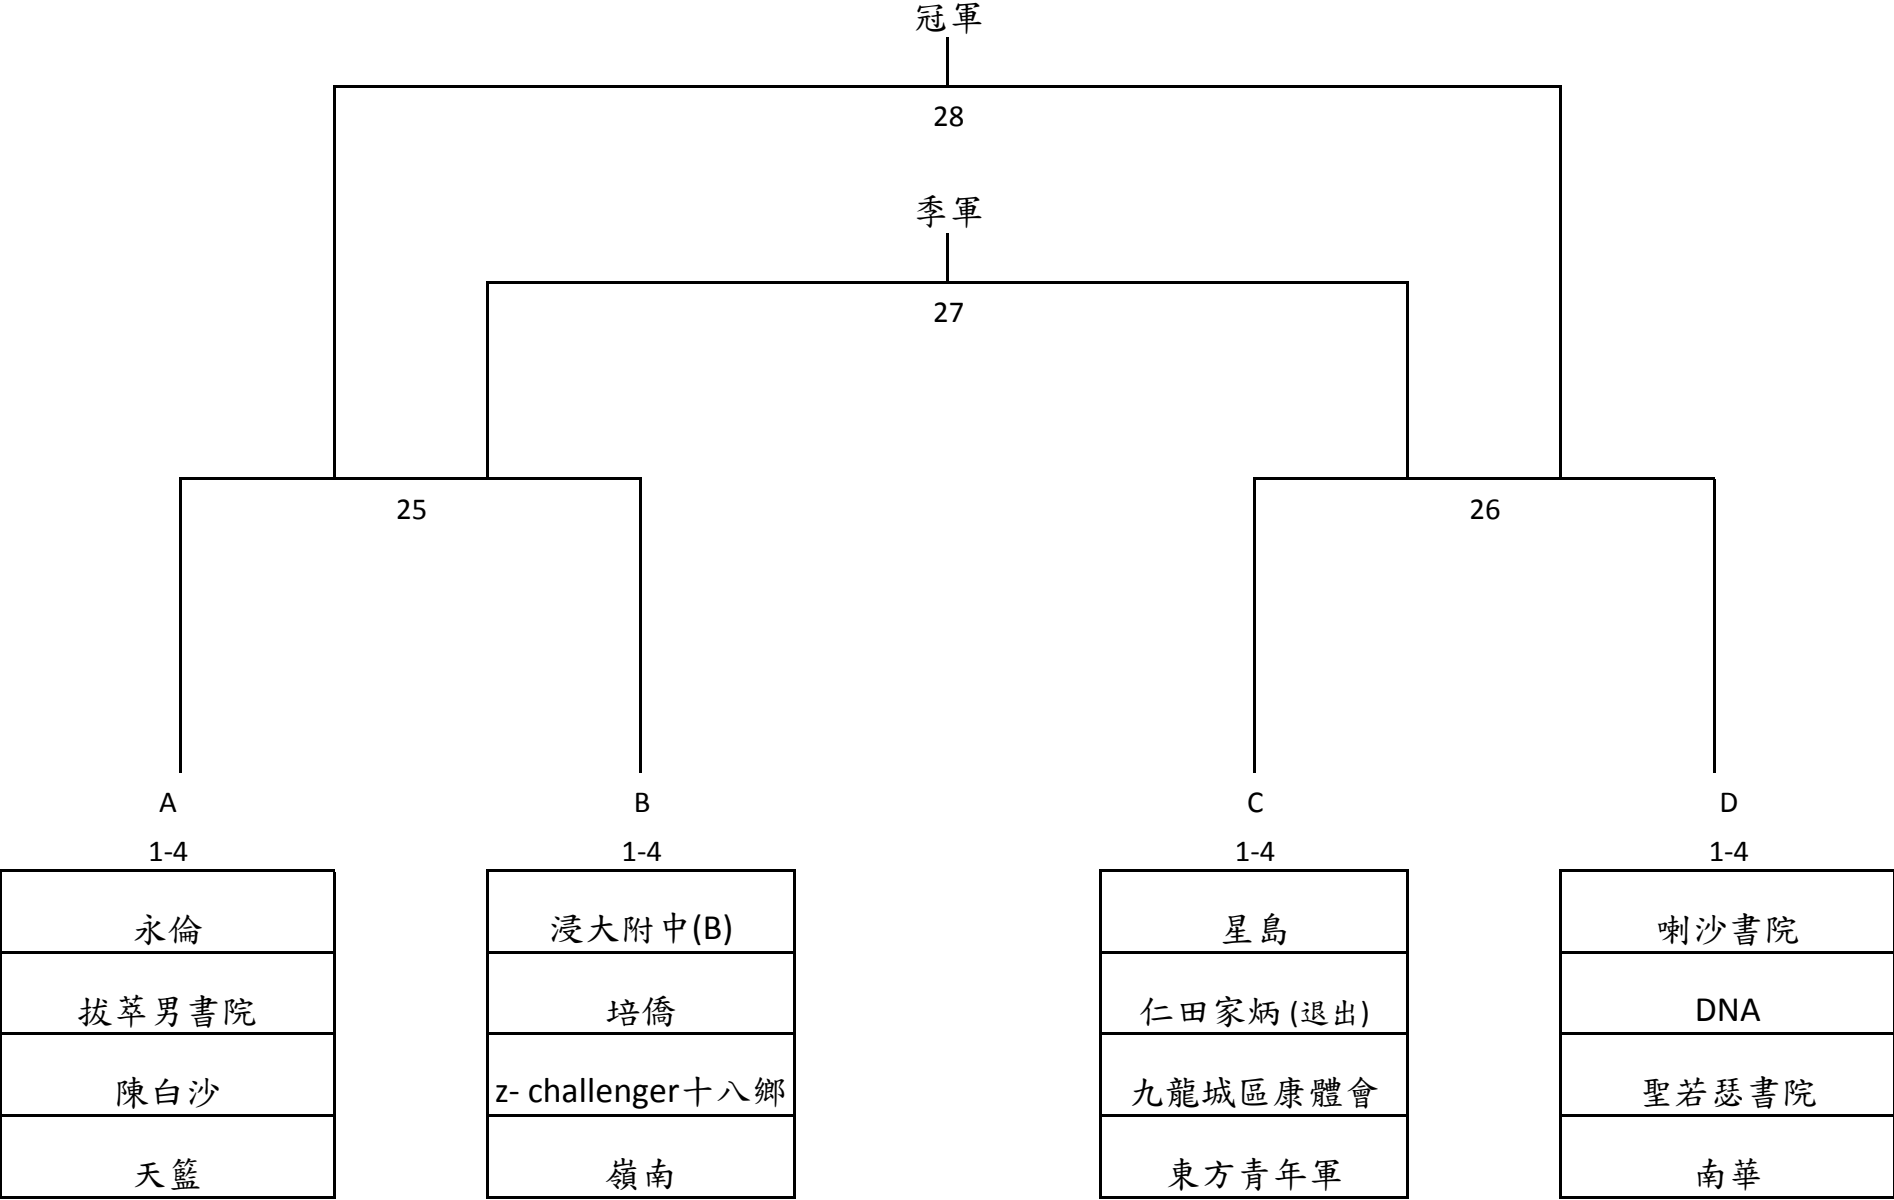 冠軍
28
季軍
27
25
26
A
B
C
D
1-4
1-4
1-4
1-4
永倫
浸大附中(B)
星島
喇沙書院
拔萃男書院
培僑
仁田家炳 (退出)
DNA
陳白沙
z- challenger十八鄉
九龍城區康體會
聖若瑟書院
天籃
嶺南
東方青年軍
南華